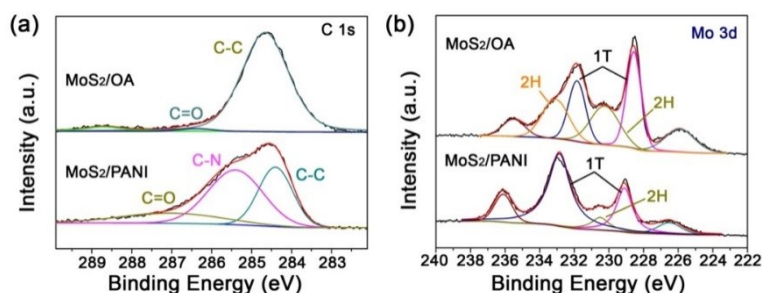 (a)
C 1s
MoS₂/OA
C-C
C=O
MoS₂/PANI
C-N
C=O
C-C
Intensity (a.u.)
289 288 287 286 285 284 283
Binding Energy (eV)
(b)
Mo 3d
MoS₂/OA
1T
2H
2H
MoS₂/PANI
1T
2H
Intensity (a.u.)
240 238 236 234 232 230 228 226 224 222
Binding Energy (eV)